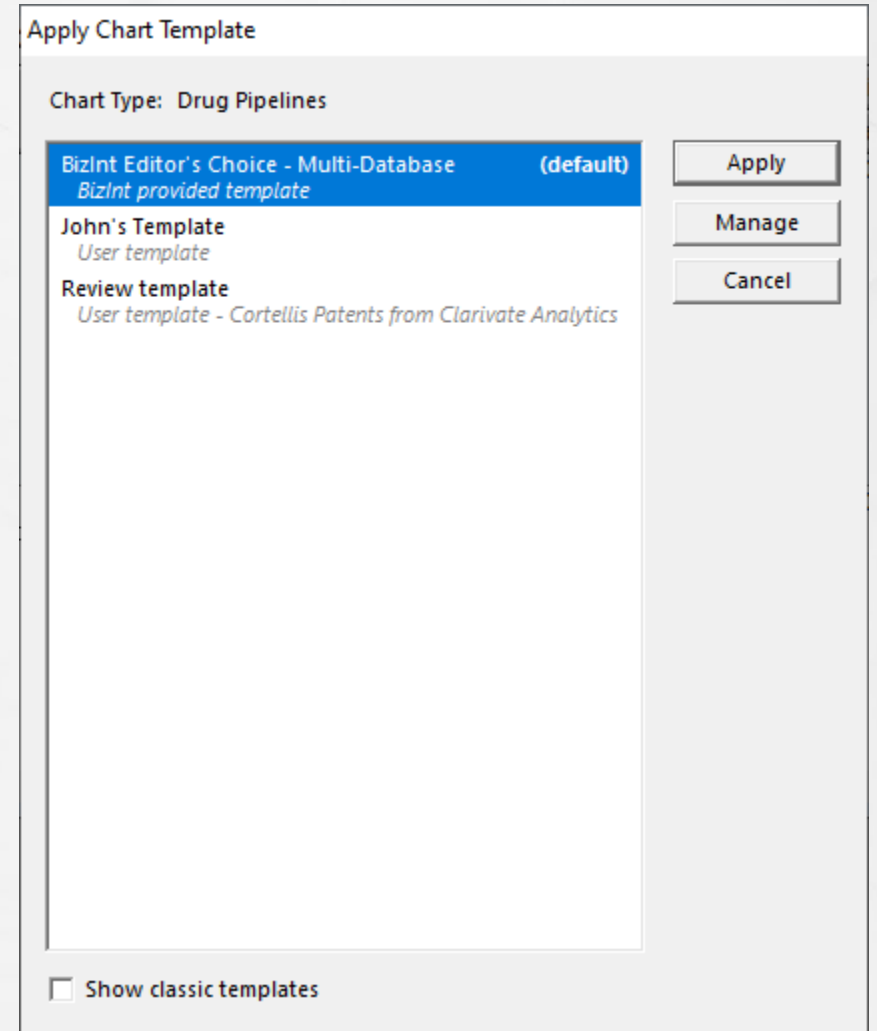 Apply Chart Template
Chart Type: Drug Pipelines
BizInt Editor's Choice - Multi-Database (default)
BizInt provided template
John's Template
User template
Review template
User template - Cortellis Patents from Clarivate Analytics
Apply
Manage
Cancel
Show classic templates